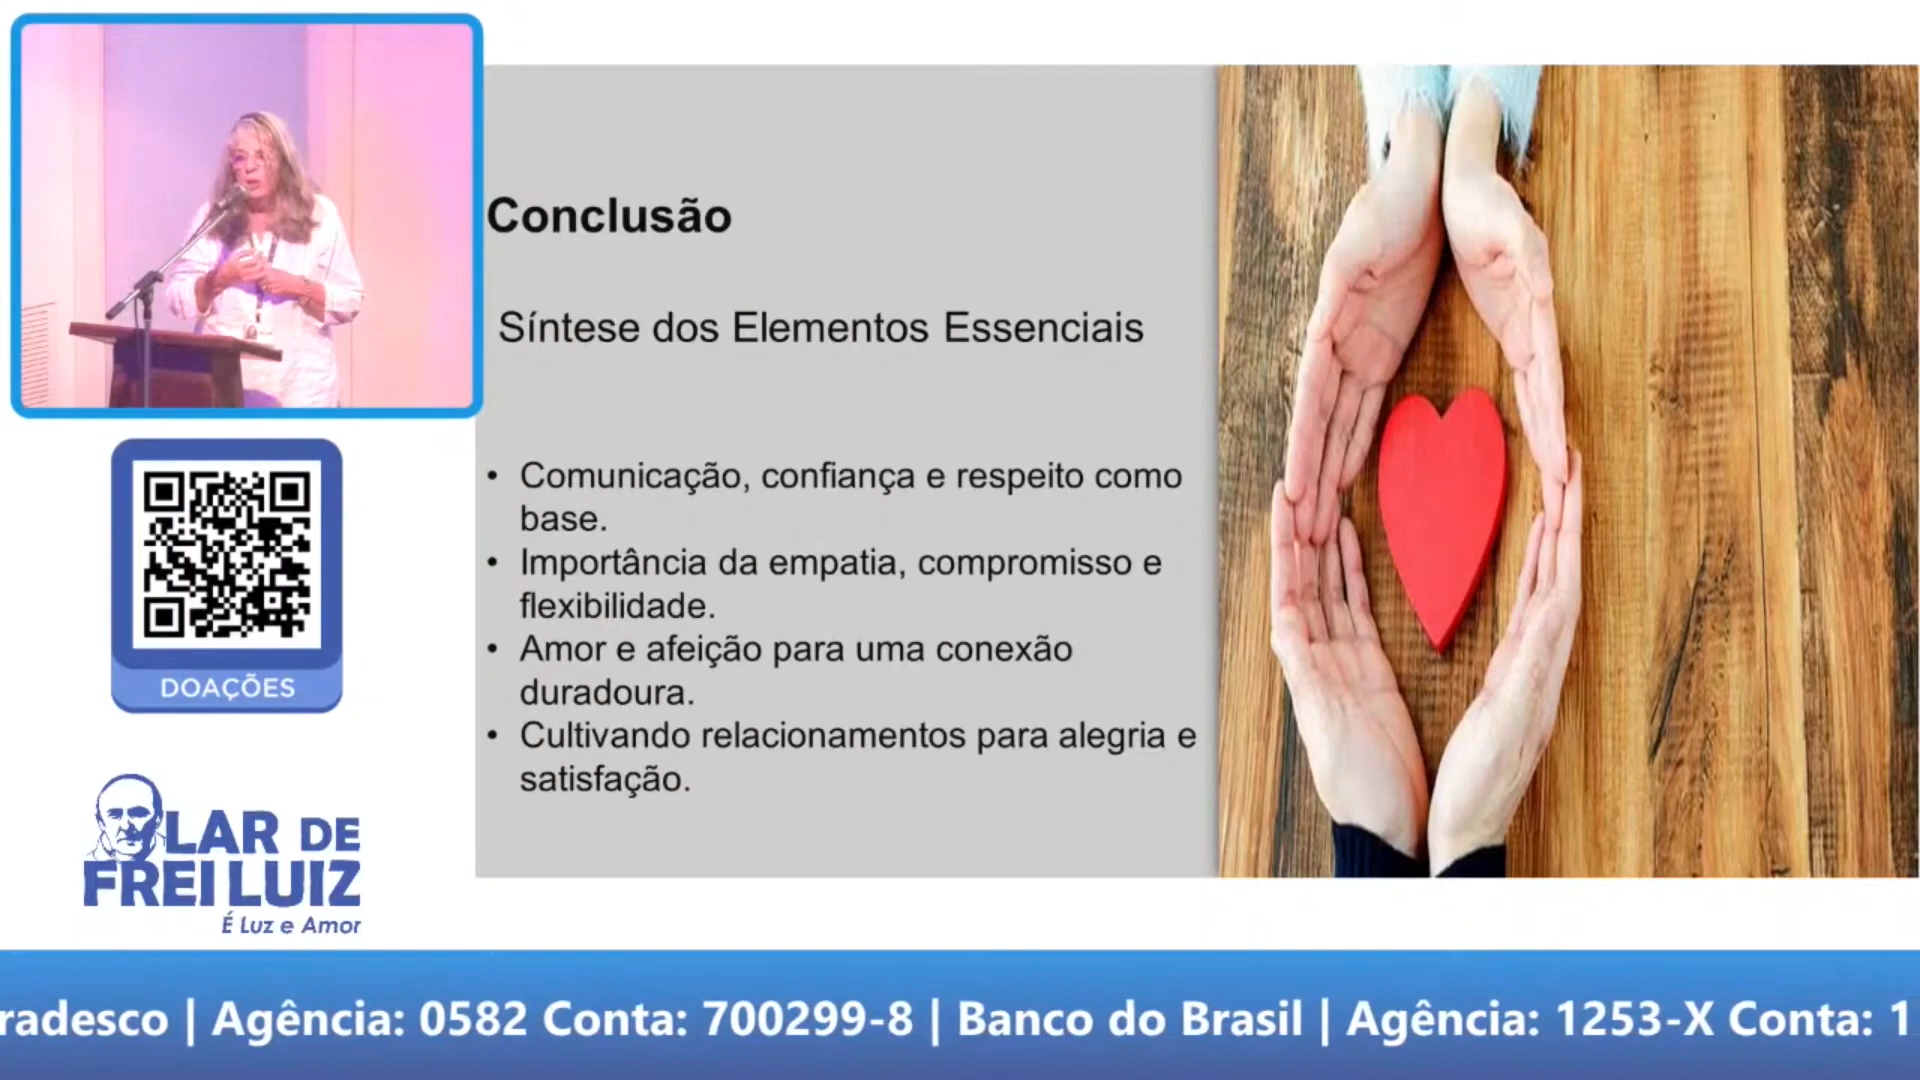 Conclusão
Síntese dos Elementos Essenciais
• Comunicação, confiança e respeito como
base.
• Importância da empatia, compromisso e
flexibilidade.
• Amor e afeição para uma conexão
duradoura.
• Cultivando relacionamentos para alegria e
satisfação.
DOAÇÕES
LAR DE
FREI LUIZ
É Luz e Amor
radesco | Agência: 0582 Conta: 700299-8 | Banco do Brasil | Agência: 1253-X Conta: 1